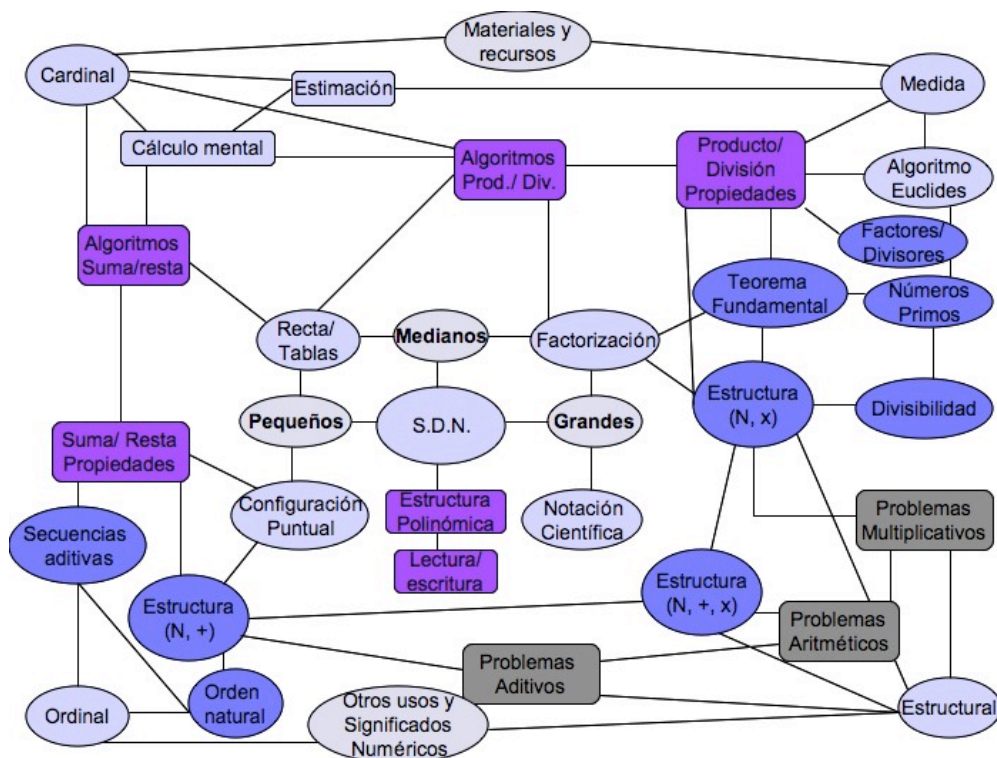 Materiales y
recursos
Cardinal
Medida
Estimación
Cálculo mental
Algoritmos
Prod./ Div.
Producto/
División
Propiedades
Algoritmo
Euclides
Algoritmos
Suma/resta
Factores/
Divisores
Teorema
Fundamental
Números
Primos
Recta/
Tablas
Medianos
Factorización
Estructura
(N, x)
Divisibilidad
Pequeños
S.D.N.
Grandes
Suma/ Resta
Propiedades
Configuración
Puntual
Estructura
Polinómica
Notación
Científica
Problemas
Multiplicativos
Secuencias
aditivas
Lectura/
escritura
Estructura
(N, +)
Estructura
(N, +, x)
Problemas
Aritméticos
Problemas
Aditivos
Ordinal
Orden
natural
Otros usos y
Significados
Numéricos
Estructural